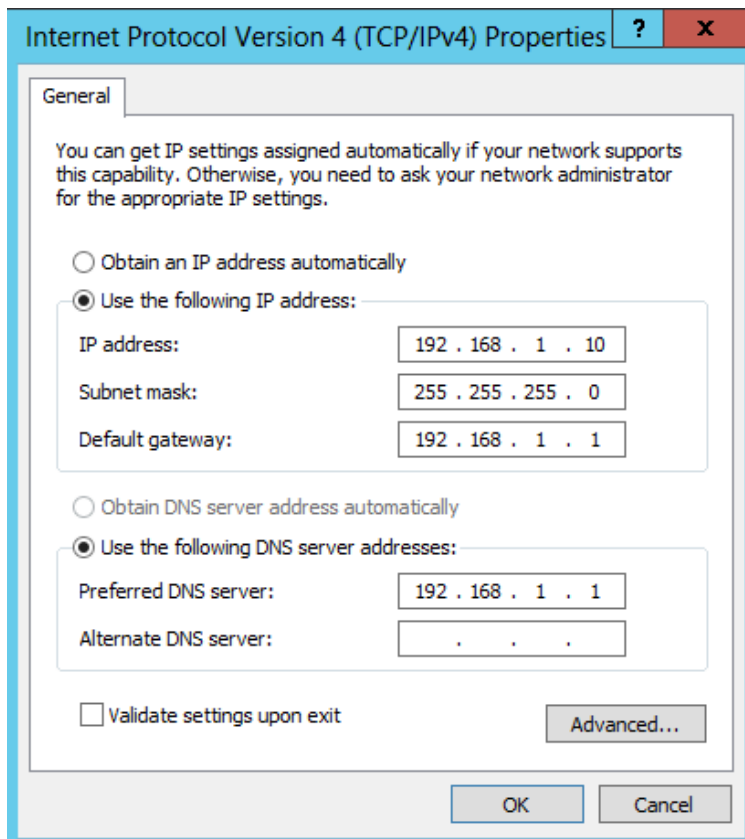 Internet Protocol Version 4 (TCP/IPv4) Properties ? x
General
You can get IP settings assigned automatically if your network supports
this capability. Otherwise, you need to ask your network administrator
for the appropriate IP settings.
Obtain an IP address automatically
Use the following IP address:
IP address: 192 . 168 . 1 . 10
Subnet mask: 255 . 255 . 255 . 0
Default gateway: 192 . 168 . 1 . 1
Obtain DNS server address automatically
Use the following DNS server addresses:
Preferred DNS server: 192 . 168 . 1 . 1
Alternate DNS server: . . .
Validate settings upon exit
Advanced...
OK Cancel